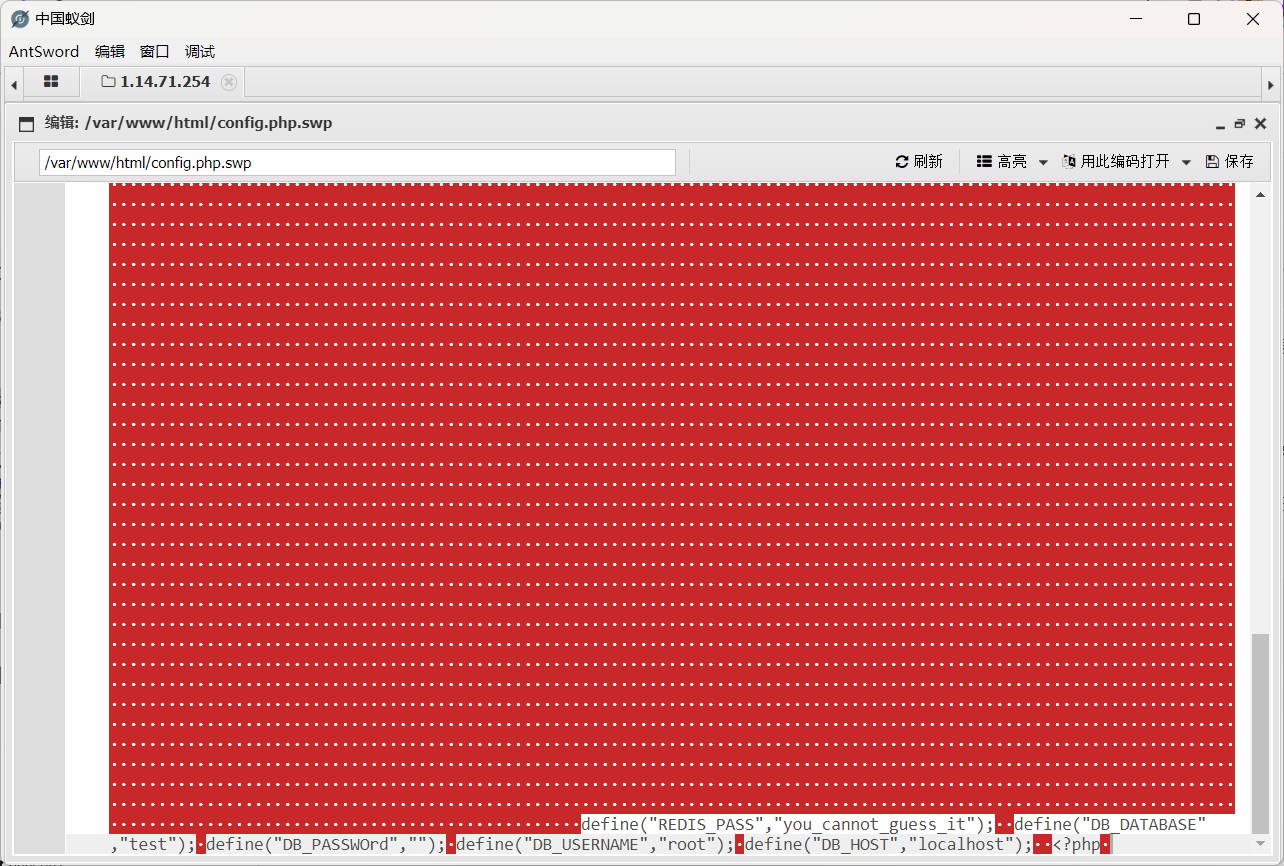 中国蚁剑
AntSword 编辑 窗口 调试
1.14.71.254
编辑: /var/www/html/config.php.swp
/var/www/html/config.php.swp 刷新 高亮 用此编码打开 保存
define("REDIS_PASS","you_cannot_guess_it"); define("DB_DATABASE"
,"test"); define("DB_PASSWOrd",""); define("DB_USERNAME","root"); define("DB_HOST","localhost"); <?php